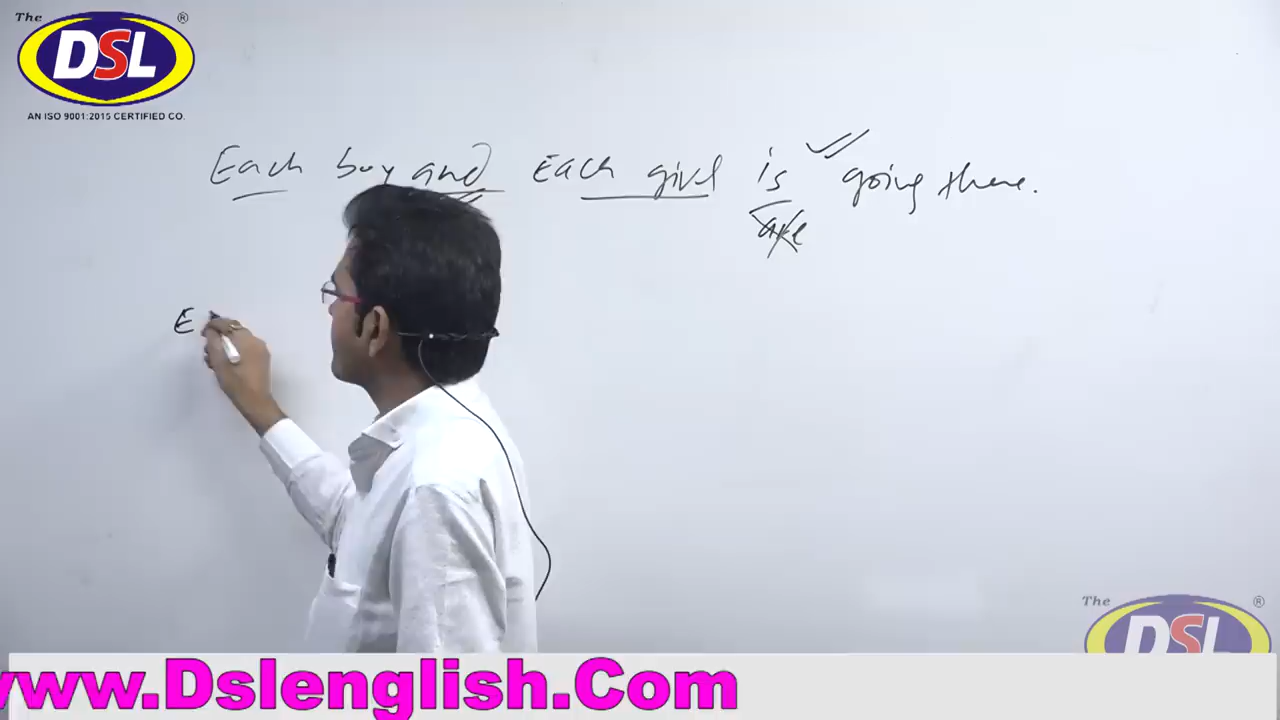 The
®
DSL
AN ISO 9001:2015 CERTIFIED CO.
Each boy and Each girl is going there.
are
E
The
®
DSL
www.Dslenglish.Com